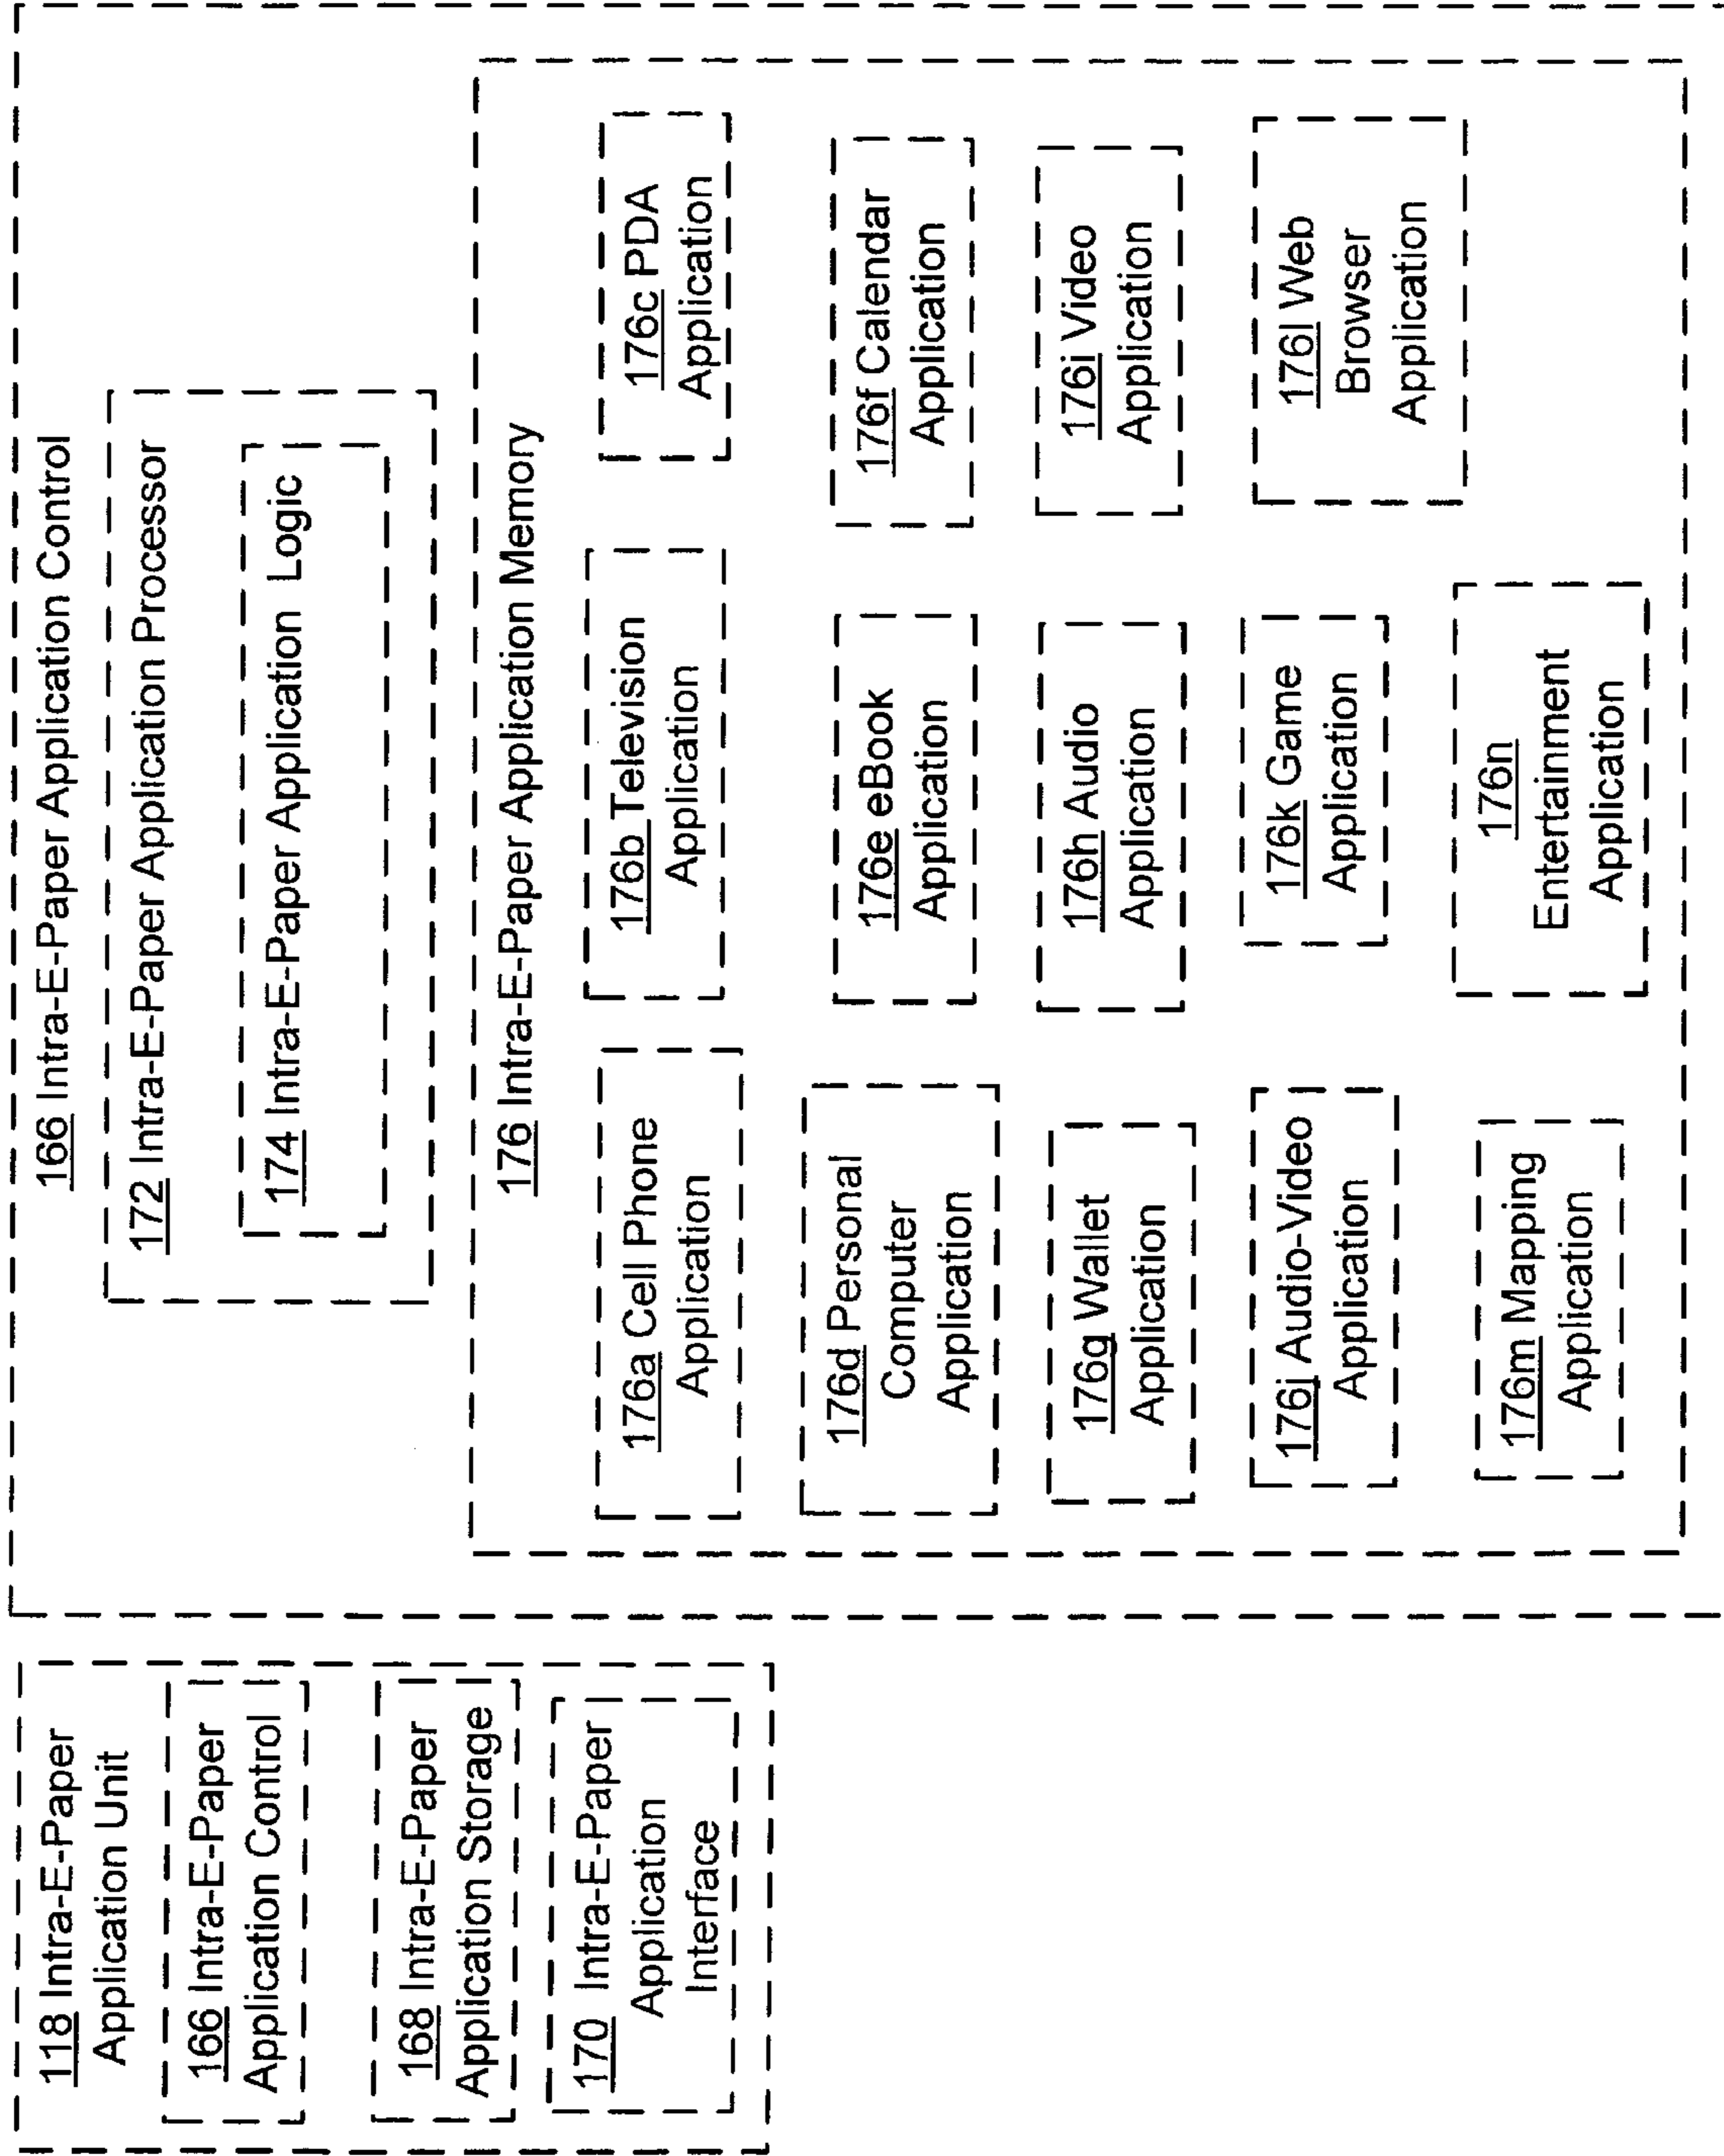 118 Intra-E-Paper
Application Unit
166 Intra-E-Paper
Application Control
168 Intra-E-Paper
Application Storage
170 Intra-E-Paper
Application
Interface
166 Intra-E-Paper Application Control
172 Intra-E-Paper Application Processor
174 Intra-E-Paper Application Logic
176 Intra-E-Paper Application Memory
176a Cell Phone
Application
176b Television
Application
176c PDA
Application
176d Personal
Computer
Application
176e eBook
Application
176f Calendar
Application
176g Wallet
Application
176h Audio
Application
176i Video
Application
176j Audio-Video
Application
176k Game
Application
176l Web
Browser
Application
176m Mapping
Application
176n
Entertainment
Application